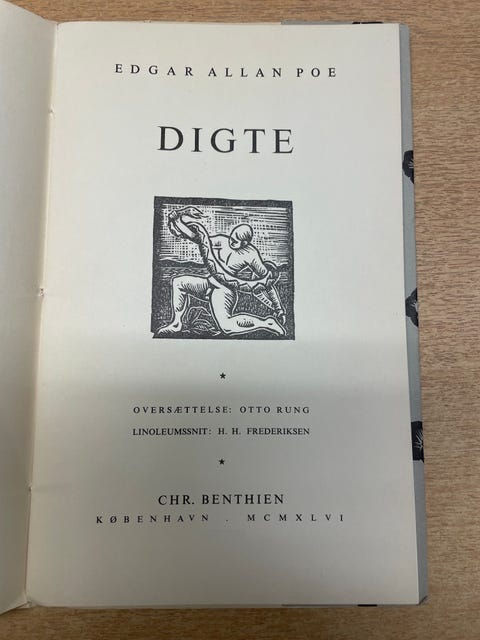 EDGAR ALLAN POE
DIGTE
*
OVERSÆTTELSE: OTTO RUNG
LINOLEUMSSNIT: H. H. FREDERIKSEN
*
CHR. BENTHIEN
KØBENHAVN . MCMXLVI